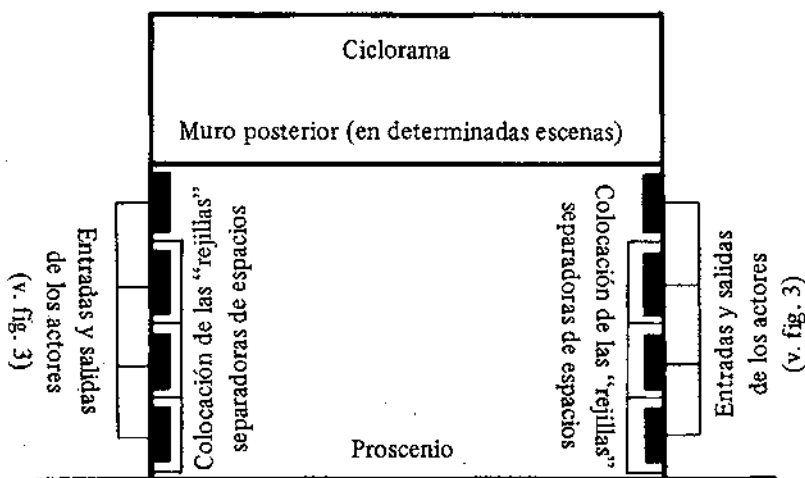 Ciclorama
Muro posterior (en determinadas escenas)
Entradas y salidas
de los actores
(v. fig. 3)
Colocación de las “rejillas”
separadoras de espacios
Colocación de las “rejillas”
separadoras de espacios
Entradas y salidas
de los actores
(v. fig. 3)
Proscenio